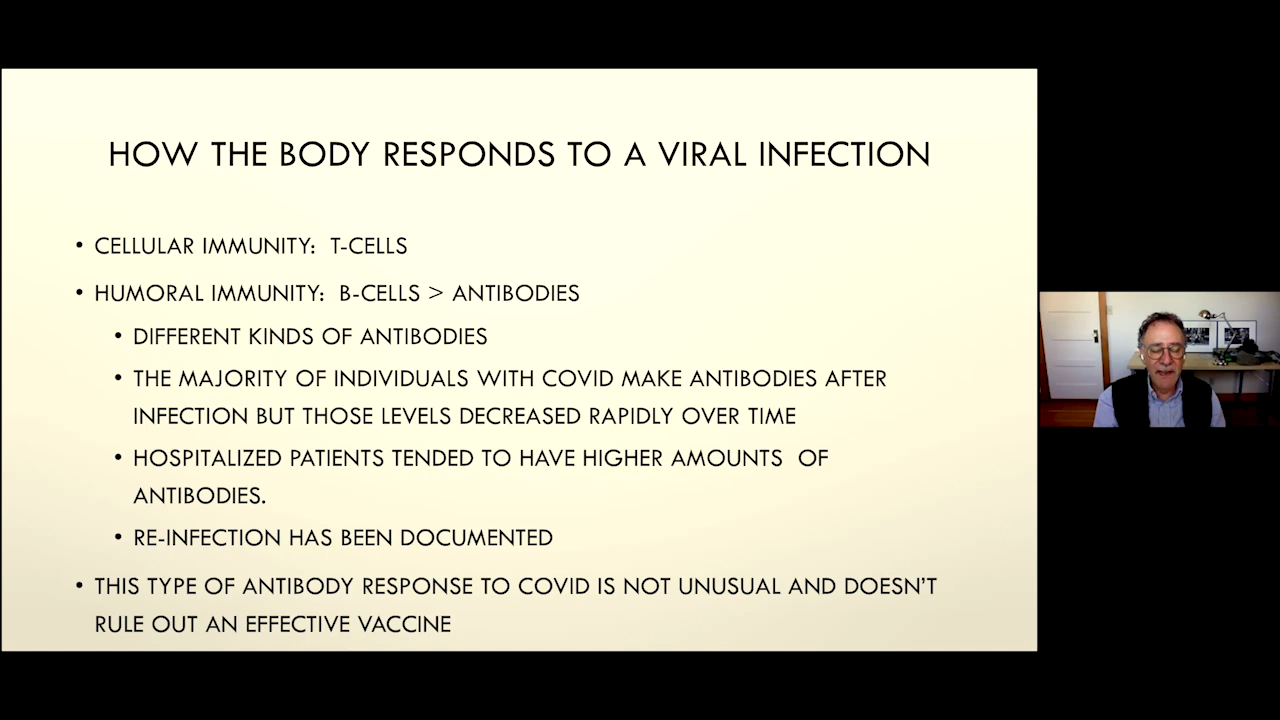 HOW THE BODY RESPONDS TO A VIRAL INFECTION
• CELLULAR IMMUNITY:  T-CELLS
• HUMORAL IMMUNITY:  B-CELLS > ANTIBODIES
• DIFFERENT KINDS OF ANTIBODIES
• THE MAJORITY OF INDIVIDUALS WITH COVID MAKE ANTIBODIES AFTER
INFECTION BUT THOSE LEVELS DECREASED RAPIDLY OVER TIME
• HOSPITALIZED PATIENTS TENDED TO HAVE HIGHER AMOUNTS  OF
ANTIBODIES.
• RE-INFECTION HAS BEEN DOCUMENTED
• THIS TYPE OF ANTIBODY RESPONSE TO COVID IS NOT UNUSUAL AND DOESN’T
RULE OUT AN EFFECTIVE VACCINE